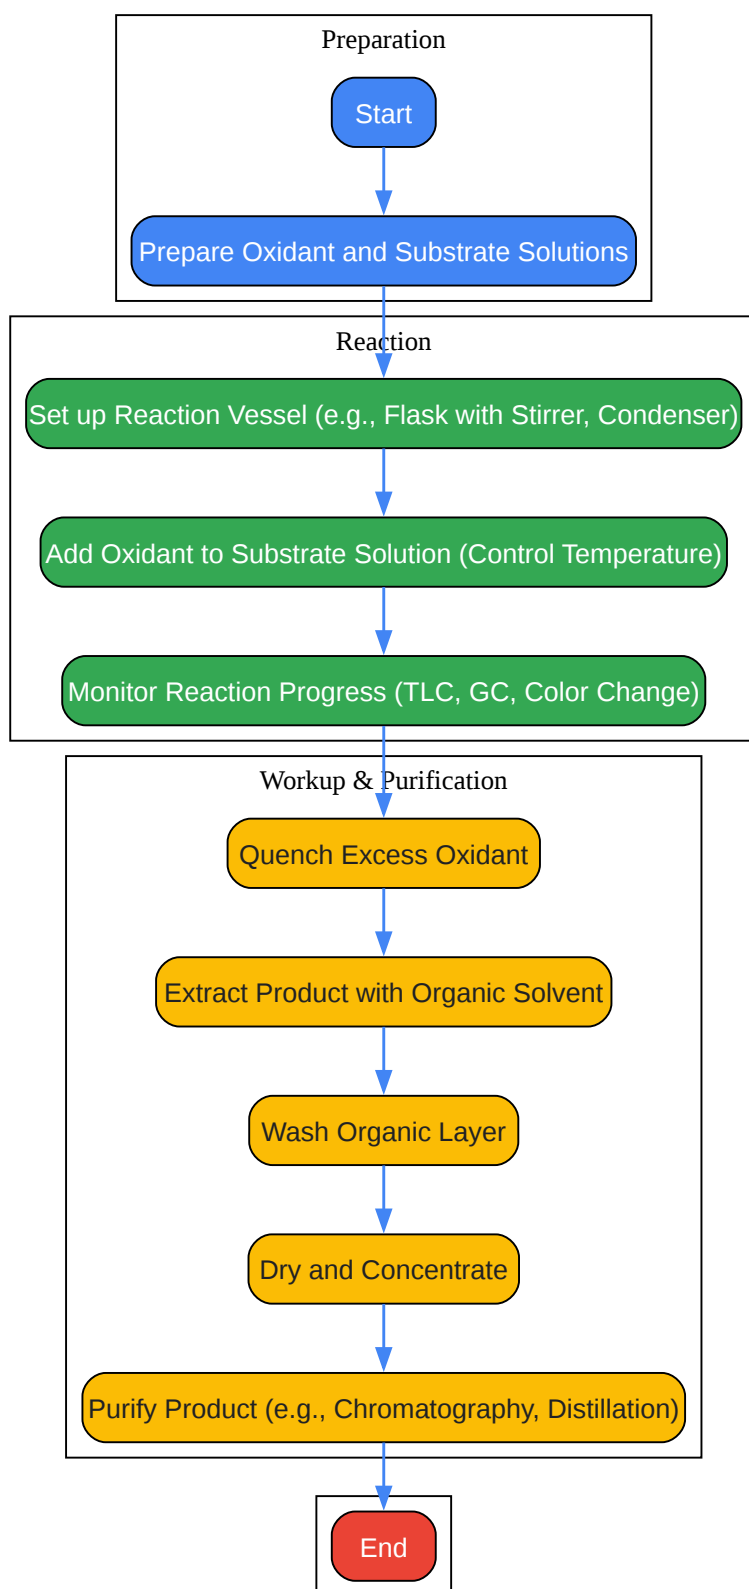 Preparation
Start
Prepare Oxidant and Substrate Solutions
Reaction
Set up Reaction Vessel (e.g., Flask with Stirrer, Condenser)
Add Oxidant to Substrate Solution (Control Temperature)
Monitor Reaction Progress (TLC, GC, Color Change)
Workup & Purification
Quench Excess Oxidant
Extract Product with Organic Solvent
Wash Organic Layer
Dry and Concentrate
Purify Product (e.g., Chromatography, Distillation)
End